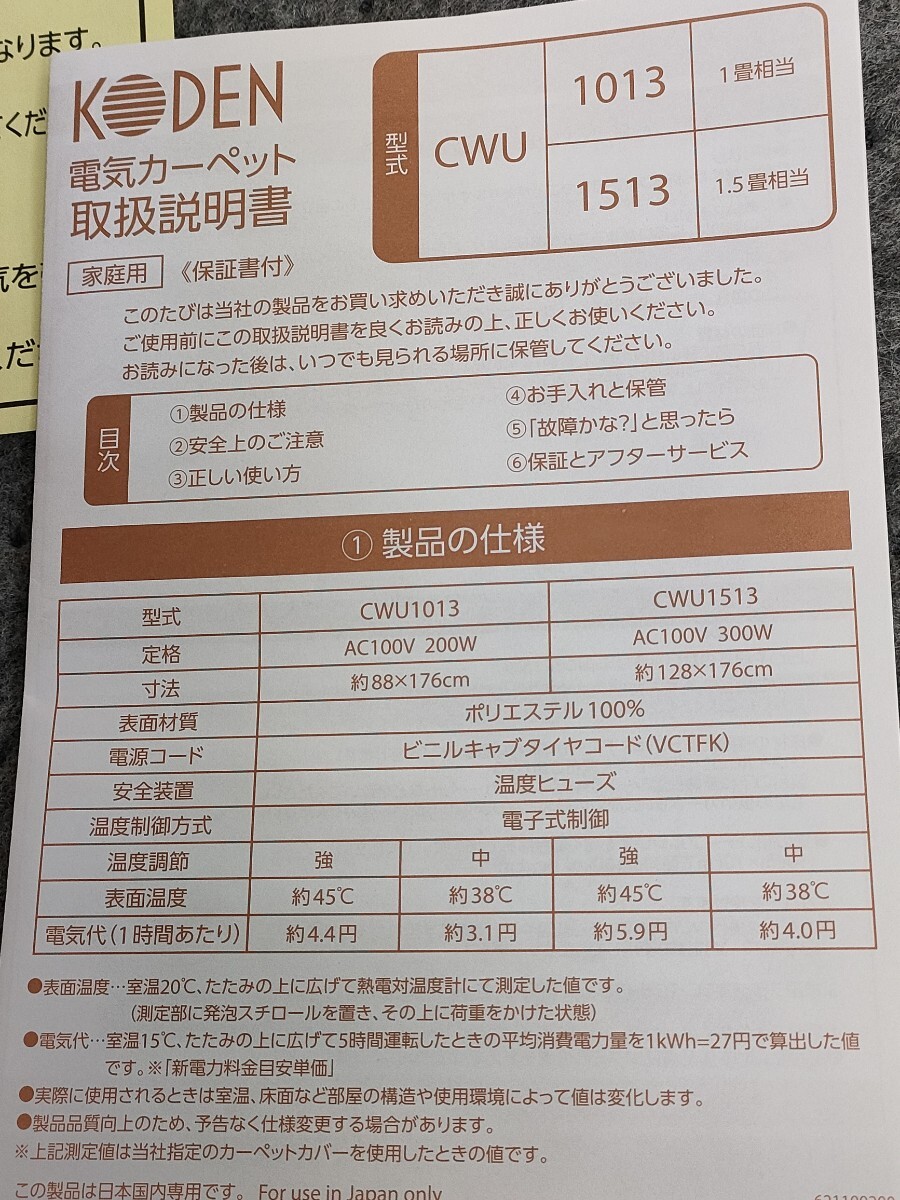 なります。
くだ
気を
だ
KODEN
電気カーペット
取扱説明書
家庭用 《保証書付》
型式 CWU 1013 1畳相当
1513 1.5畳相当
このたびは当社の製品をお買い求めいただき誠にありがとうございました。
ご使用前にこの取扱説明書を良くお読みの上、正しくお使いください。
お読みになった後は、いつでも見られる場所に保管してください。
目次
①製品の仕様
②安全上のご注意
③正しい使い方
④お手入れと保管
⑤「故障かな?」と思ったら
⑥保証とアフターサービス
① 製品の仕様
型式 CWU1013 CWU1513
定格 AC100V 200W AC100V 300W
寸法 約88×176cm 約128×176cm
表面材質 ポリエステル100%
電源コード ビニルキャブタイヤコード(VCTFK)
安全装置 温度ヒューズ
温度制御方式 電子式制御
温度調節 強 中 強 中
表面温度 約45℃ 約38℃ 約45℃ 約38℃
電気代(1時間あたり) 約4.4円 約3.1円 約5.9円 約4.0円
●表面温度…室温20℃、たたみの上に広げて熱電対温度計にて測定した値です。
(測定部に発泡スチロールを置き、その上に荷重をかけた状態)
●電気代…室温15℃、たたみの上に広げて5時間運転したときの平均消費電力量を1kWh=27円で算出した値
です。※「新電力料金目安単価」
●実際に使用されるときは室温、床面など部屋の構造や使用環境によって値は変化します。
●製品品質向上のため、予告なく仕様変更する場合があります。
※上記測定値は当社指定のカーペットカバーを使用したときの値です。
この製品は日本国内専用です。 For use in Japan only